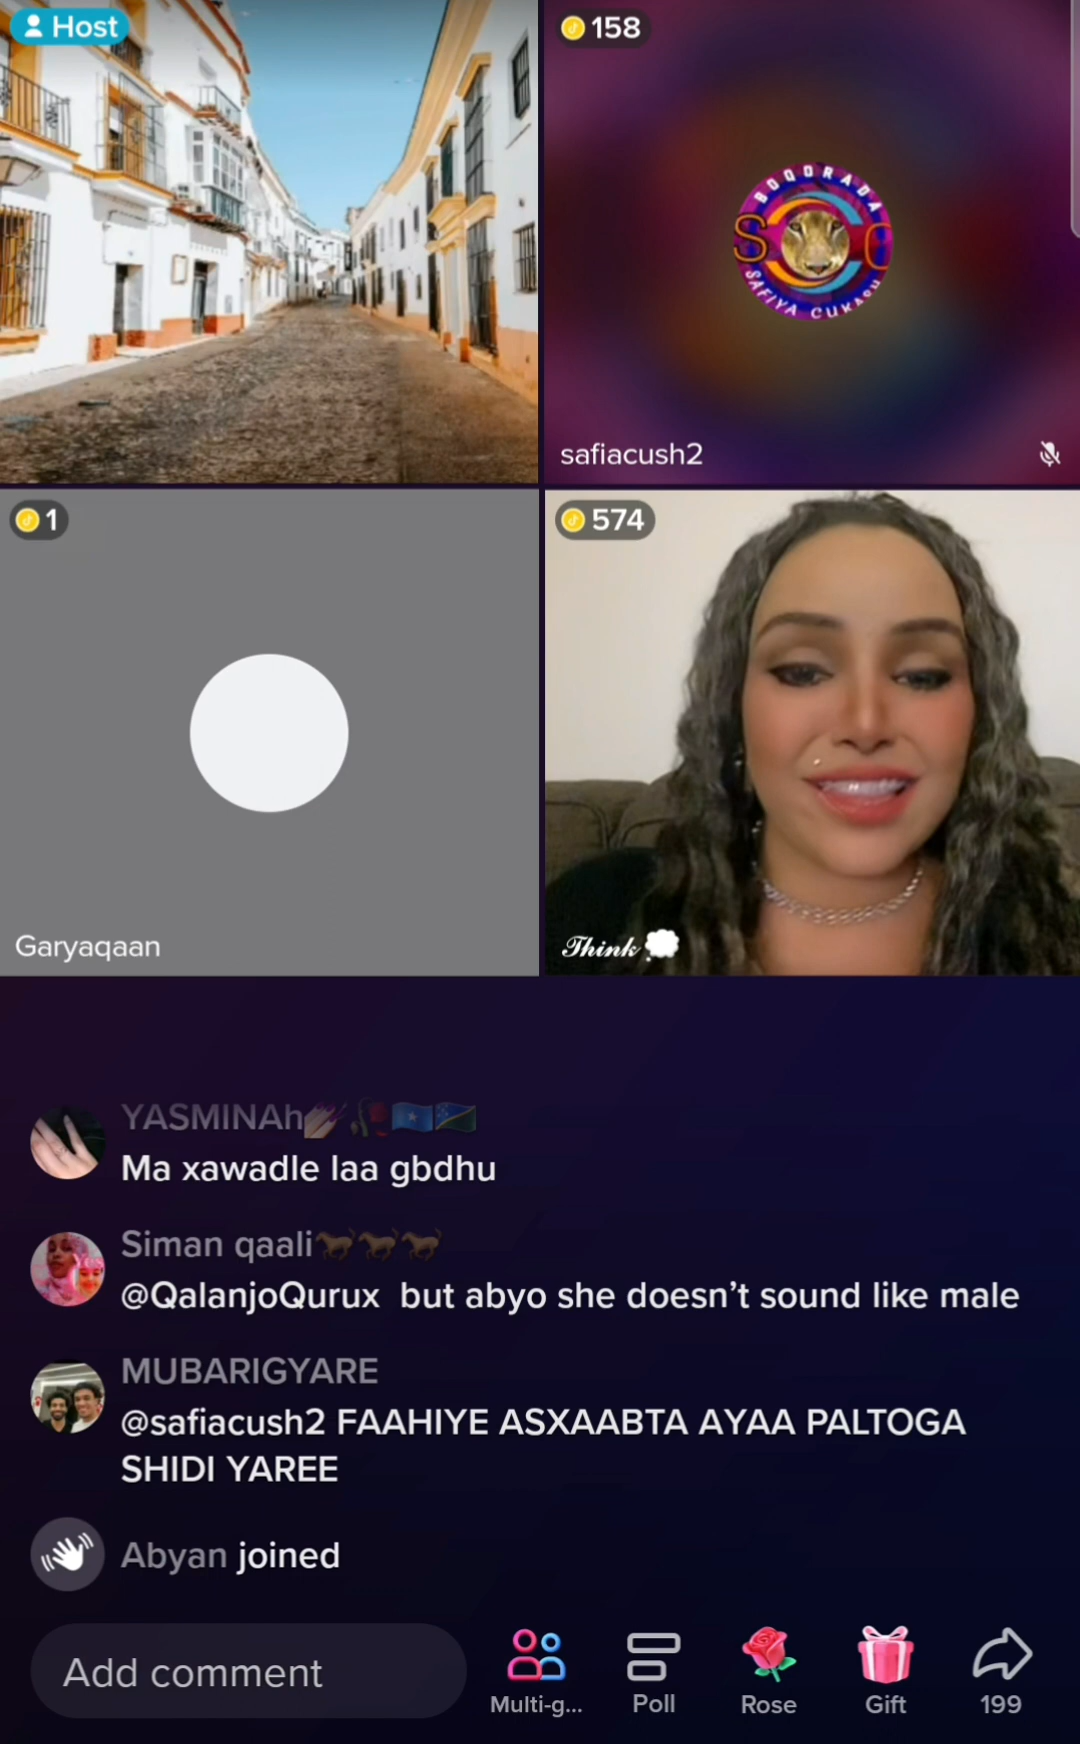 Host
158
BOQORADA
S C
SAFIYA CUKASH
safiacush2
1
574
Garyaqaan
Think 💭
YASMINAh💅🥀🇸🇴🇸🇧
Ma xawadle laa gbdhu
Siman qaali🐎🐎🐎
@QalanjoQurux but abyo she doesn’t sound like male
MUBARIGYARE
@safiacush2 FAAHIYE ASXAABTA AYAA PALTOGA
SHIDI YAREE
Abyan joined
Add comment
Multi-g...
Poll
Rose
Gift
199